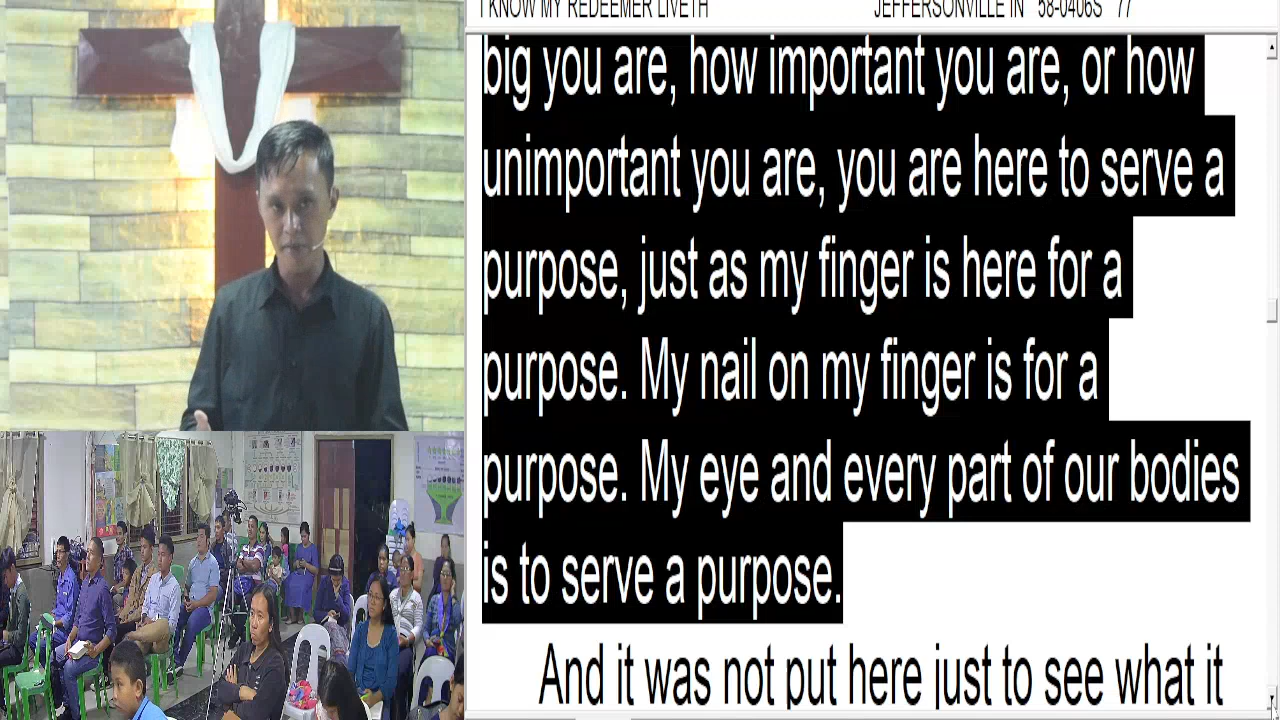 I KNOW MY REDEEMER LIVETH JEFFERSONVILLE IN 58-0406S 77
big you are, how important you are, or how
unimportant you are, you are here to serve a
purpose, just as my finger is here for a
purpose. My nail on my finger is for a
purpose. My eye and every part of our bodies
is to serve a purpose.
And it was not put here just to see what it